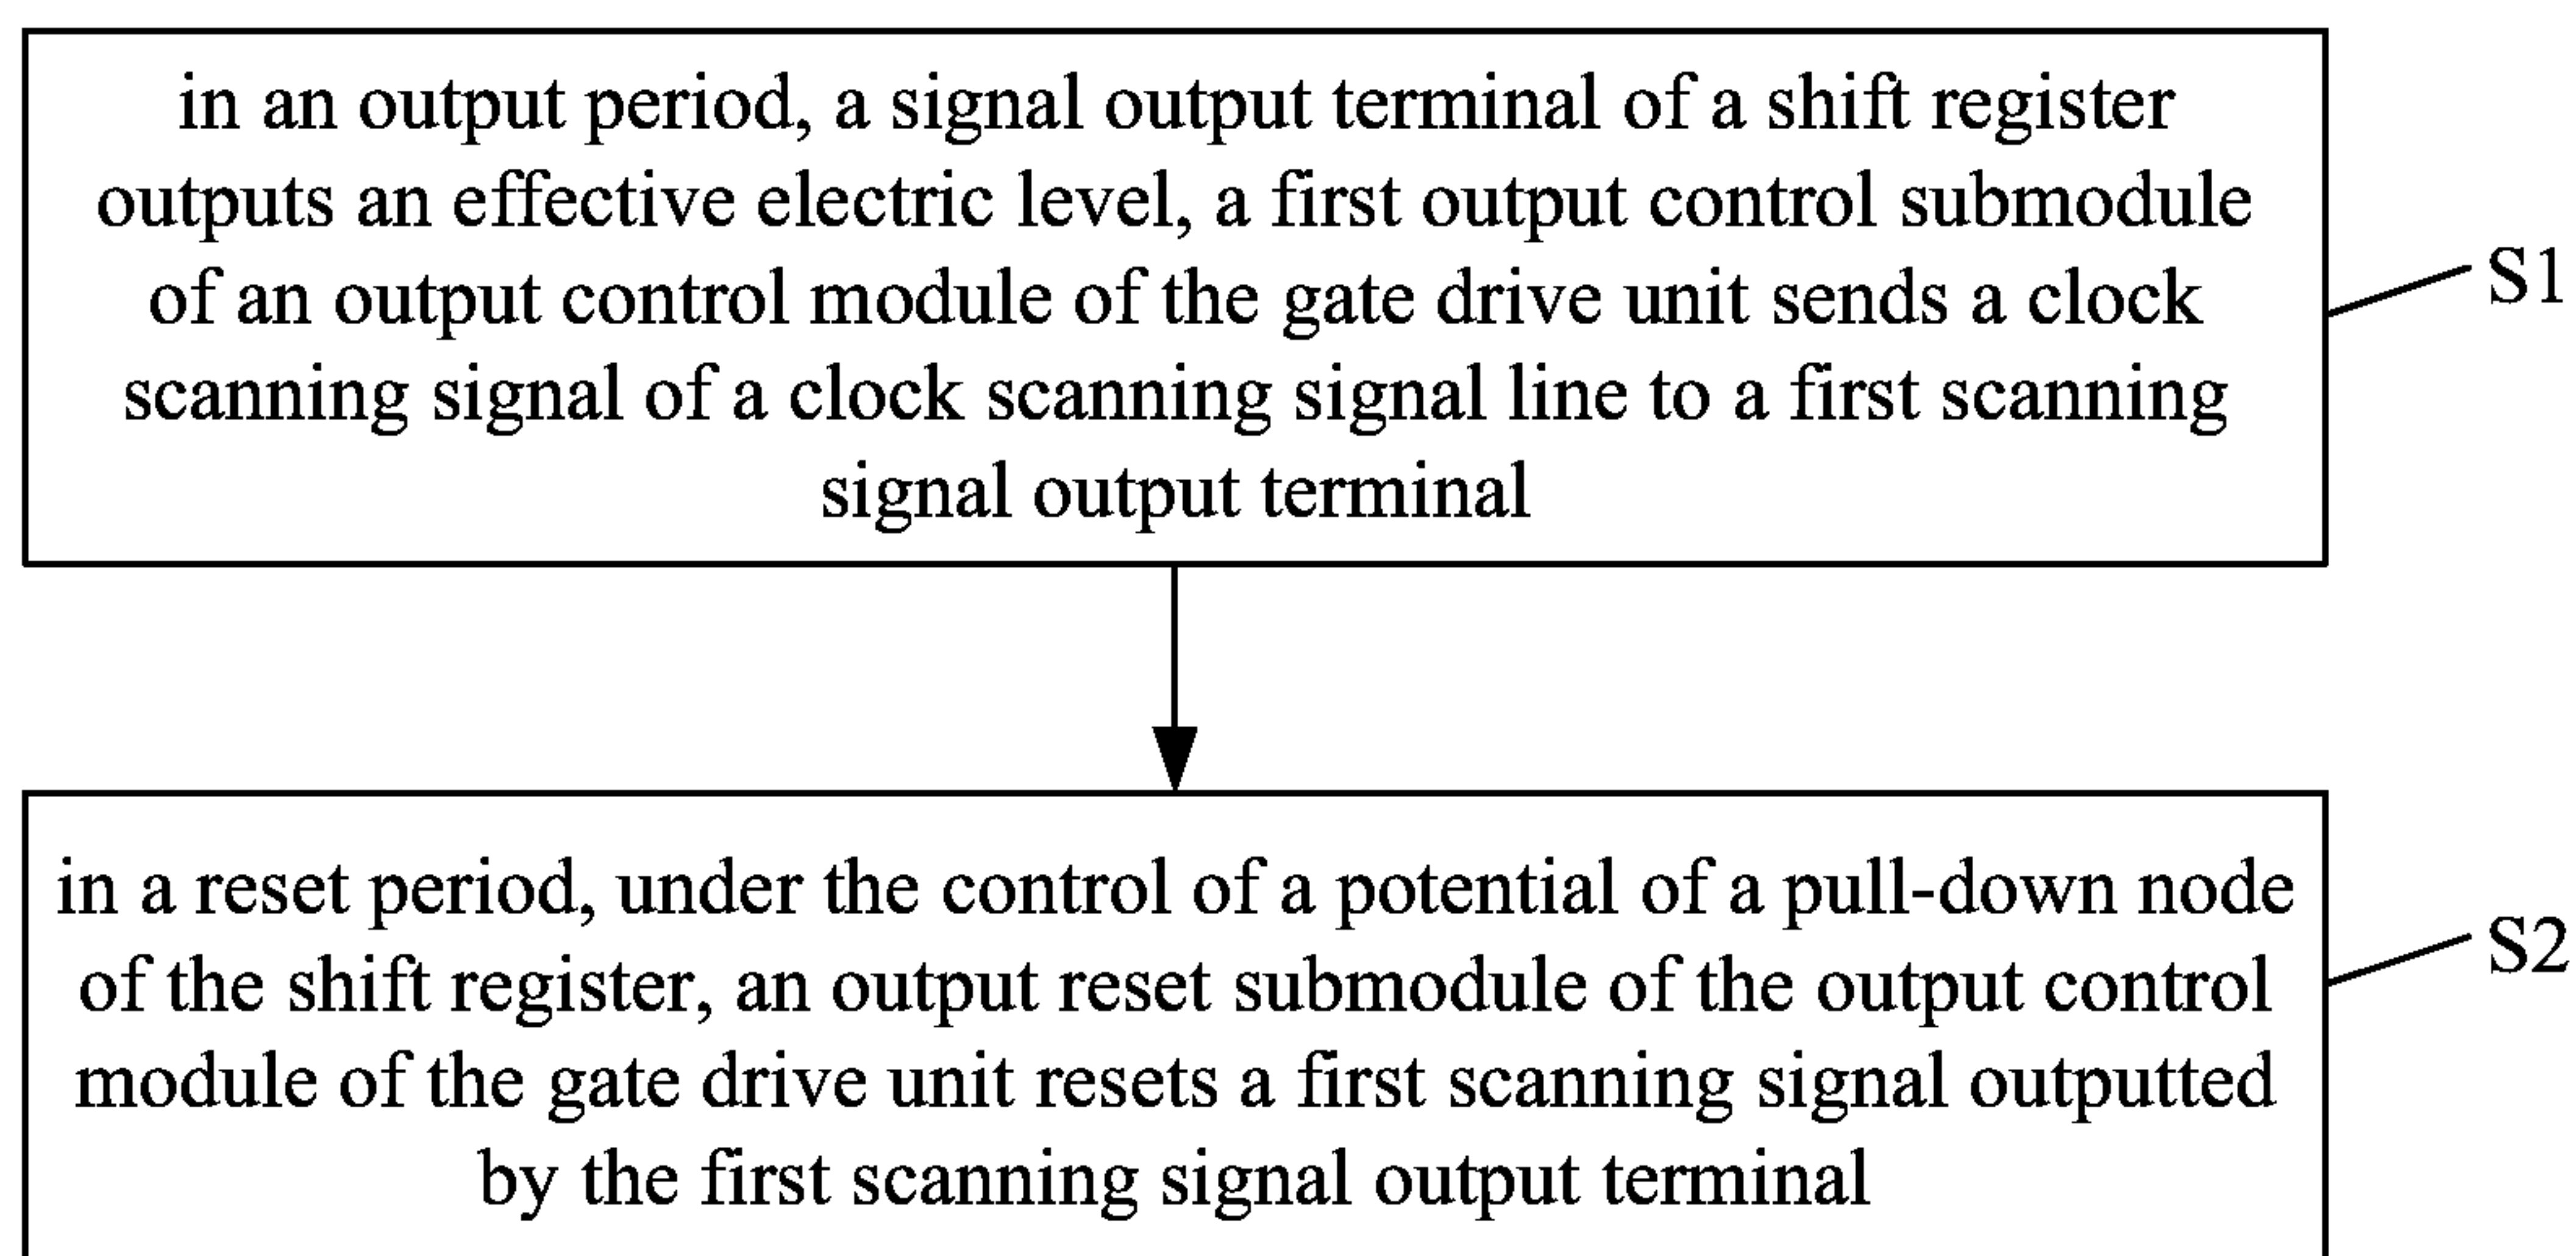 in an output period, a signal output terminal of a shift register
outputs an effective electric level, a first output control submodule
of an output control module of the gate drive unit sends a clock
scanning signal of a clock scanning signal line to a first scanning
signal output terminal
S1
in a reset period, under the control of a potential of a pull-down node
of the shift register, an output reset submodule of the output control
module of the gate drive unit resets a first scanning signal outputted
by the first scanning signal output terminal
S2